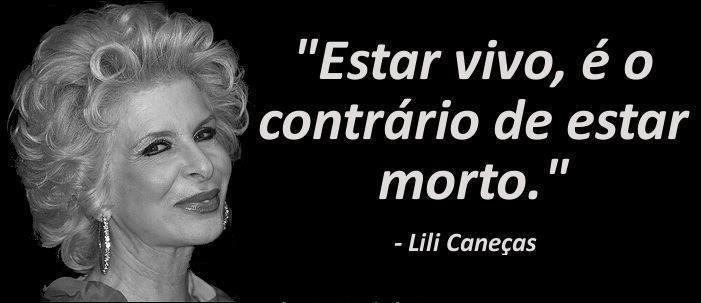 "Estar vivo, é o
contrário de estar
morto."
- Lili Caneças